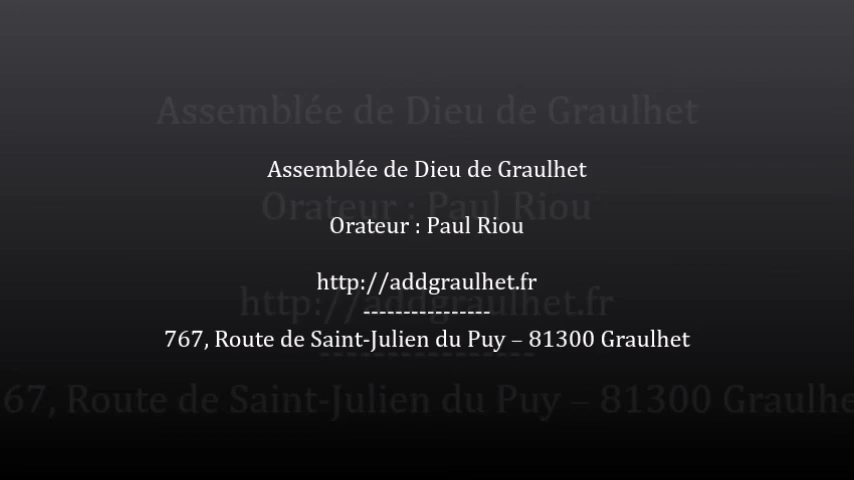 Assemblée de Dieu de Graulhet
Orateur : Paul Riou
http://addgraulhet.fr
----------------
767, Route de Saint-Julien du Puy – 81300 Graulhet